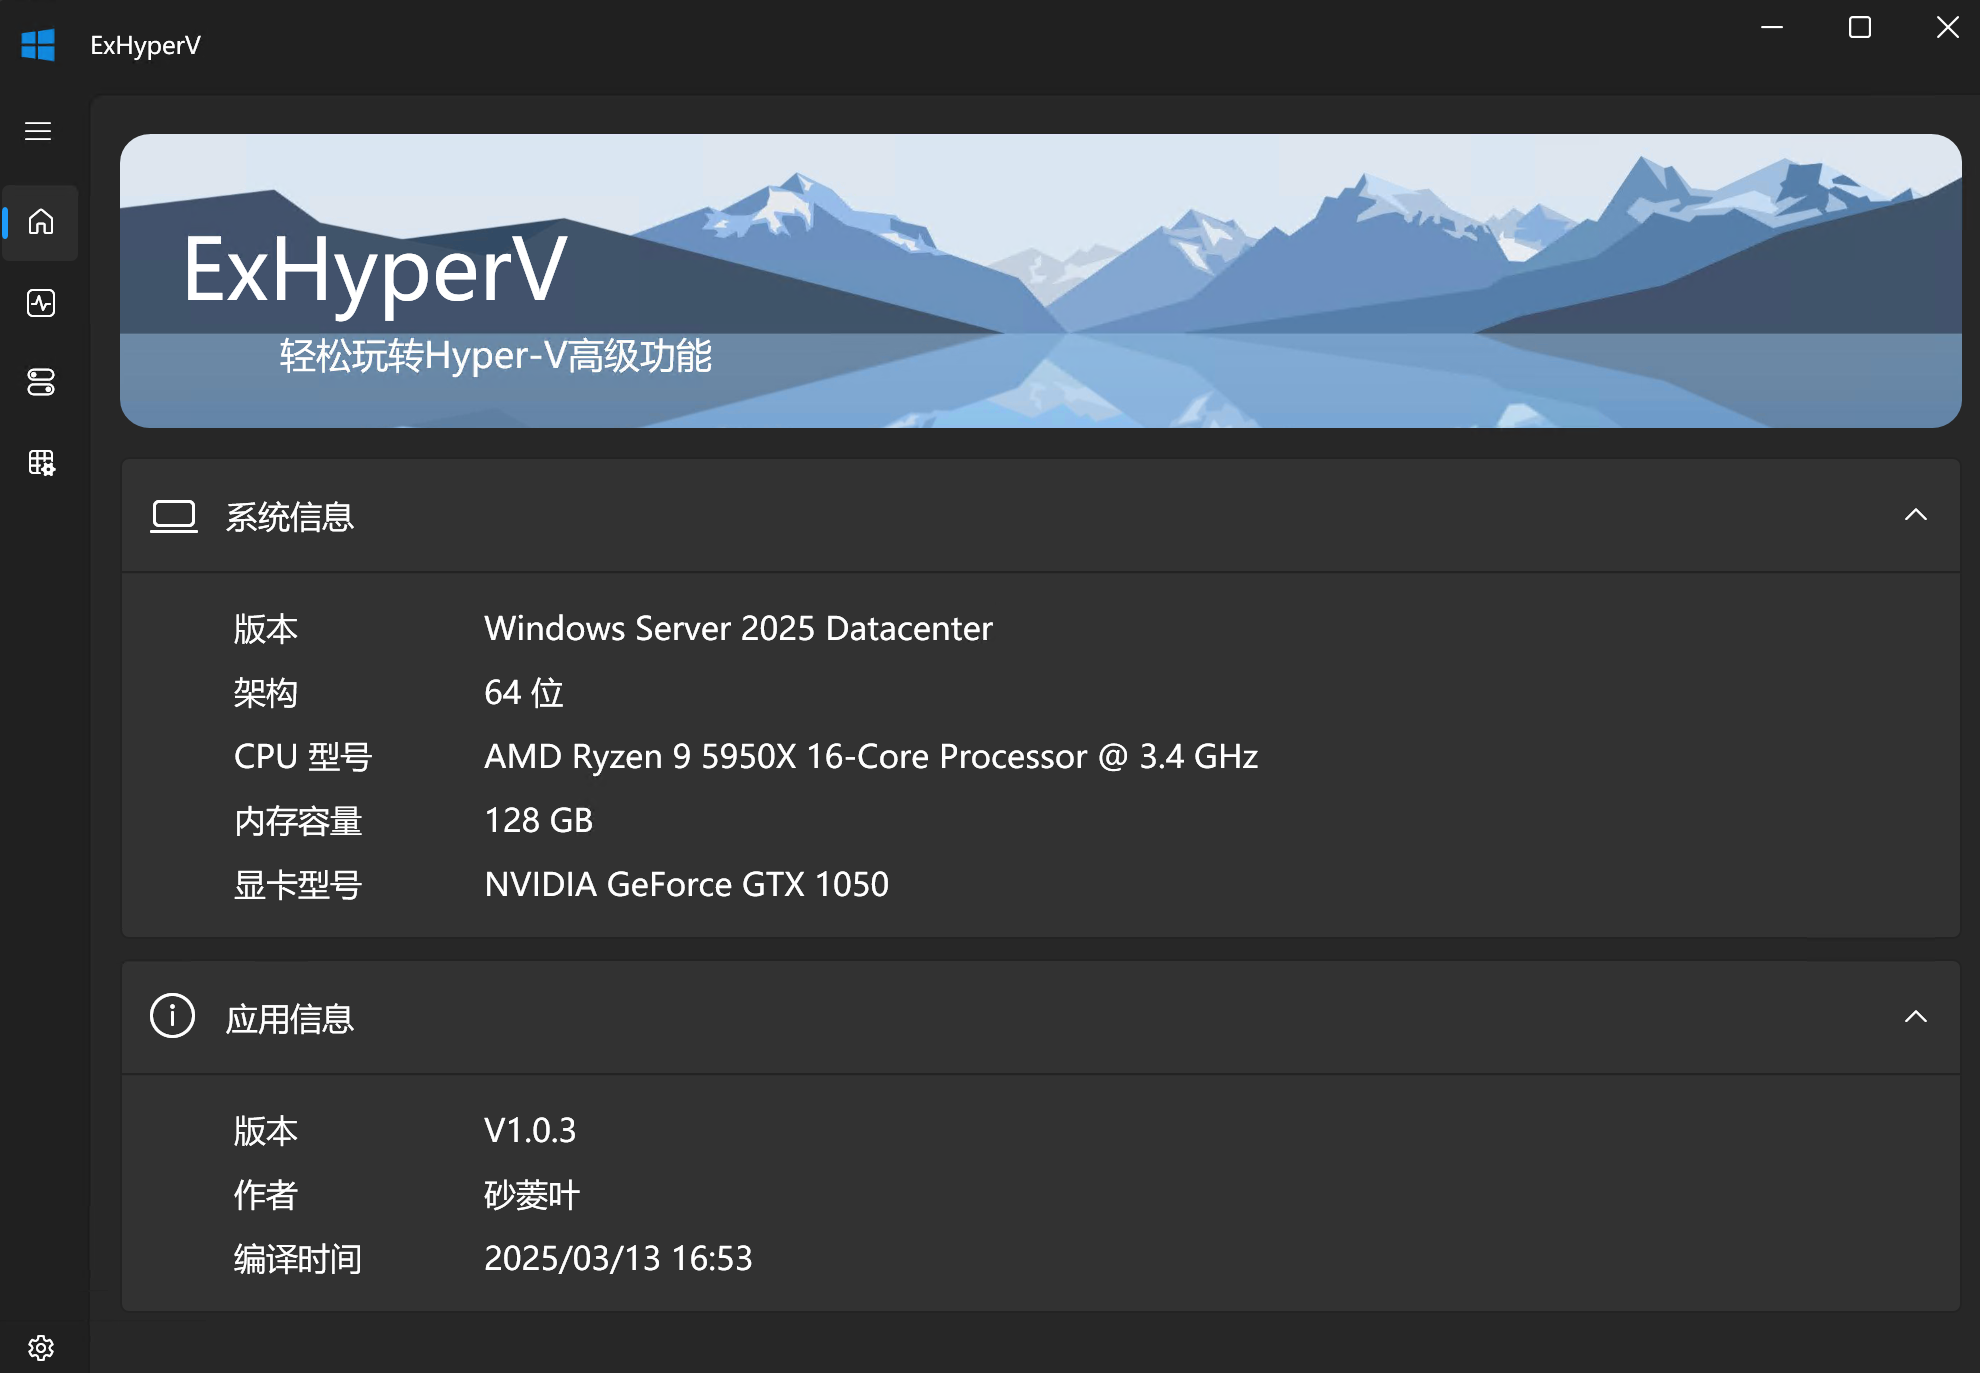 ExHyperV
ExHyperV
轻松玩转Hyper-V高级功能
系统信息
版本 Windows Server 2025 Datacenter
架构 64 位
CPU 型号 AMD Ryzen 9 5950X 16-Core Processor @ 3.4 GHz
内存容量 128 GB
显卡型号 NVIDIA GeForce GTX 1050
应用信息
版本 V1.0.3
作者 砂菱叶
编译时间 2025/03/13 16:53